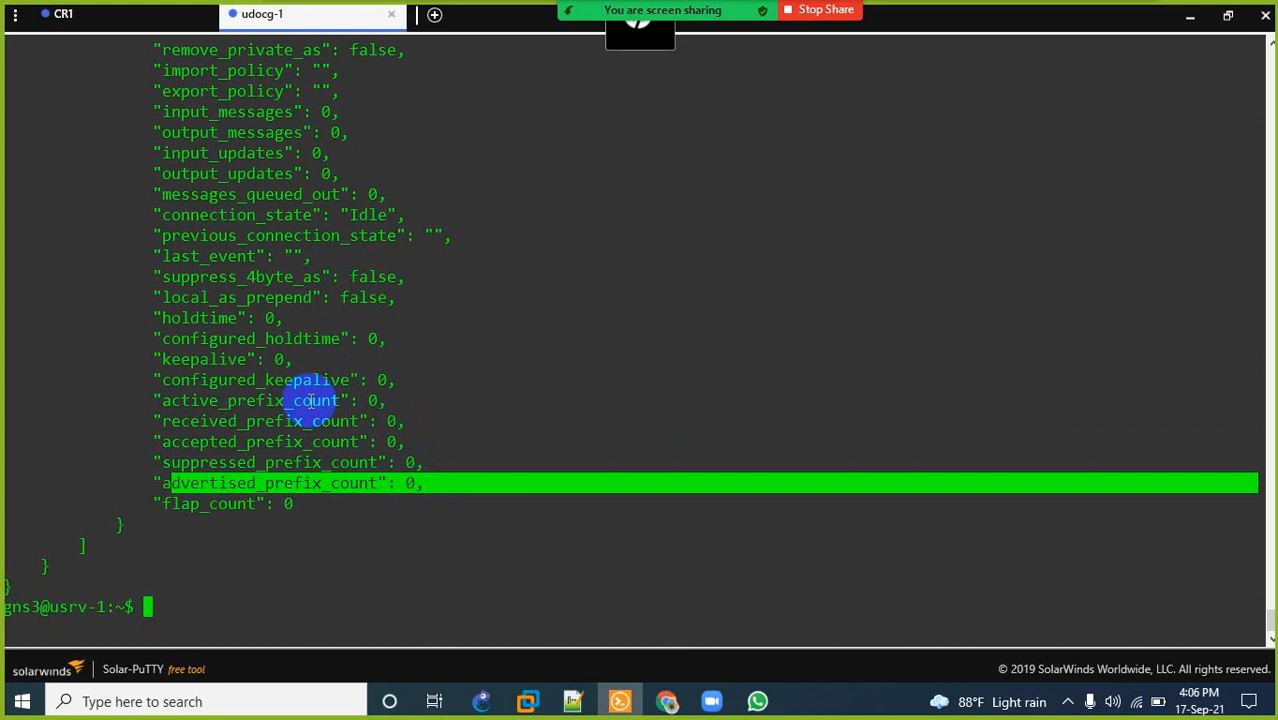 CR1
udocg-1
You are screen sharing
Stop Share
"remove_private_as": false,
"import_policy": "",
"export_policy": "",
"input_messages": 0,
"output_messages": 0,
"input_updates": 0,
"output_updates": 0,
"messages_queued_out": 0,
"connection_state": "Idle",
"previous_connection_state": "",
"last_event": "",
"suppress_4byte_as": false,
"local_as_prepend": false,
"holdtime": 0,
"configured_holdtime": 0,
"keepalive": 0,
"configured_keepalive": 0,
"active_prefix_count": 0,
"received_prefix_count": 0,
"accepted_prefix_count": 0,
"suppressed_prefix_count": 0,
"advertised_prefix_count": 0,
"flap_count": 0
}
]
}
}
gns3@usrv-1:~$
solarwinds
Solar-PuTTY free tool
© 2019 SolarWinds Worldwide, LLC. All rights reserved.
Type here to search
88°F Light rain
4:06 PM
17-Sep-21